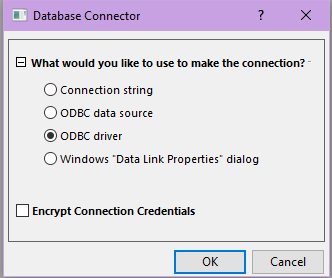 Database Connector
What would you like to use to make the connection?
Connection string
ODBC data source
ODBC driver
Windows "Data Link Properties" dialog
Encrypt Connection Credentials
OK Cancel